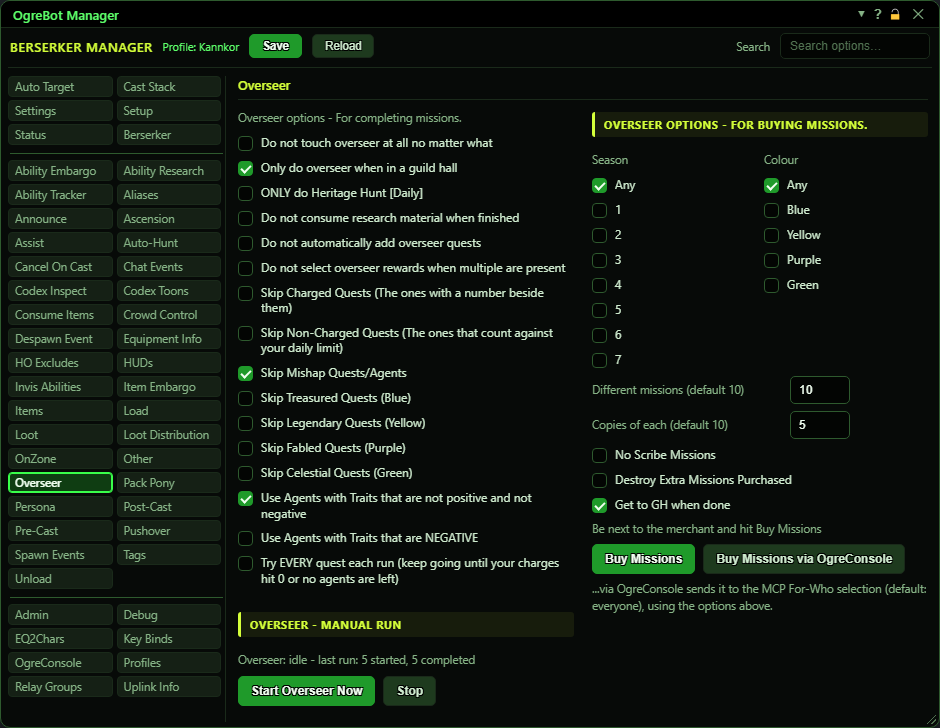 OgreBot Manager
▼ ? 🔓 ✕
BERSERKER MANAGER Profile: Kannkor Save Reload Search Search options...
Auto Target Cast Stack
Settings Setup
Status Berserker
Ability Embargo Ability Research
Ability Tracker Aliases
Announce Ascension
Assist Auto-Hunt
Cancel On Cast Chat Events
Codex Inspect Codex Toons
Consume Items Crowd Control
Despawn Event Equipment Info
HO Excludes HUDs
Invis Abilities Item Embargo
Items Load
Loot Loot Distribution
OnZone Other
Overseer Pack Pony
Persona Post-Cast
Pre-Cast Pushover
Spawn Events Tags
Unload
Admin Debug
EQ2Chars Key Binds
OgreConsole Profiles
Relay Groups Uplink Info
Overseer
Overseer options - For completing missions.
Do not touch overseer at all no matter what
Only do overseer when in a guild hall
ONLY do Heritage Hunt [Daily]
Do not consume research material when finished
Do not automatically add overseer quests
Do not select overseer rewards when multiple are present
Skip Charged Quests (The ones with a number beside
them)
Skip Non-Charged Quests (The ones that count against
your daily limit)
Skip Mishap Quests/Agents
Skip Treasured Quests (Blue)
Skip Legendary Quests (Yellow)
Skip Fabled Quests (Purple)
Skip Celestial Quests (Green)
Use Agents with Traits that are not positive and not
negative
Use Agents with Traits that are NEGATIVE
Try EVERY quest each run (keep going until your charges
hit 0 or no agents are left)
OVERSEER - MANUAL RUN
Overseer: idle - last run: 5 started, 5 completed
Start Overseer Now Stop
OVERSEER OPTIONS - FOR BUYING MISSIONS.
Season Colour
Any Any
1 Blue
2 Yellow
3 Purple
4 Green
5
6
7
Different missions (default 10) 10
Copies of each (default 10) 5
No Scribe Missions
Destroy Extra Missions Purchased
Get to GH when done
Be next to the merchant and hit Buy Missions
Buy Missions Buy Missions via OgreConsole
...via OgreConsole sends it to the MCP For-Who selection (default:
everyone), using the options above.